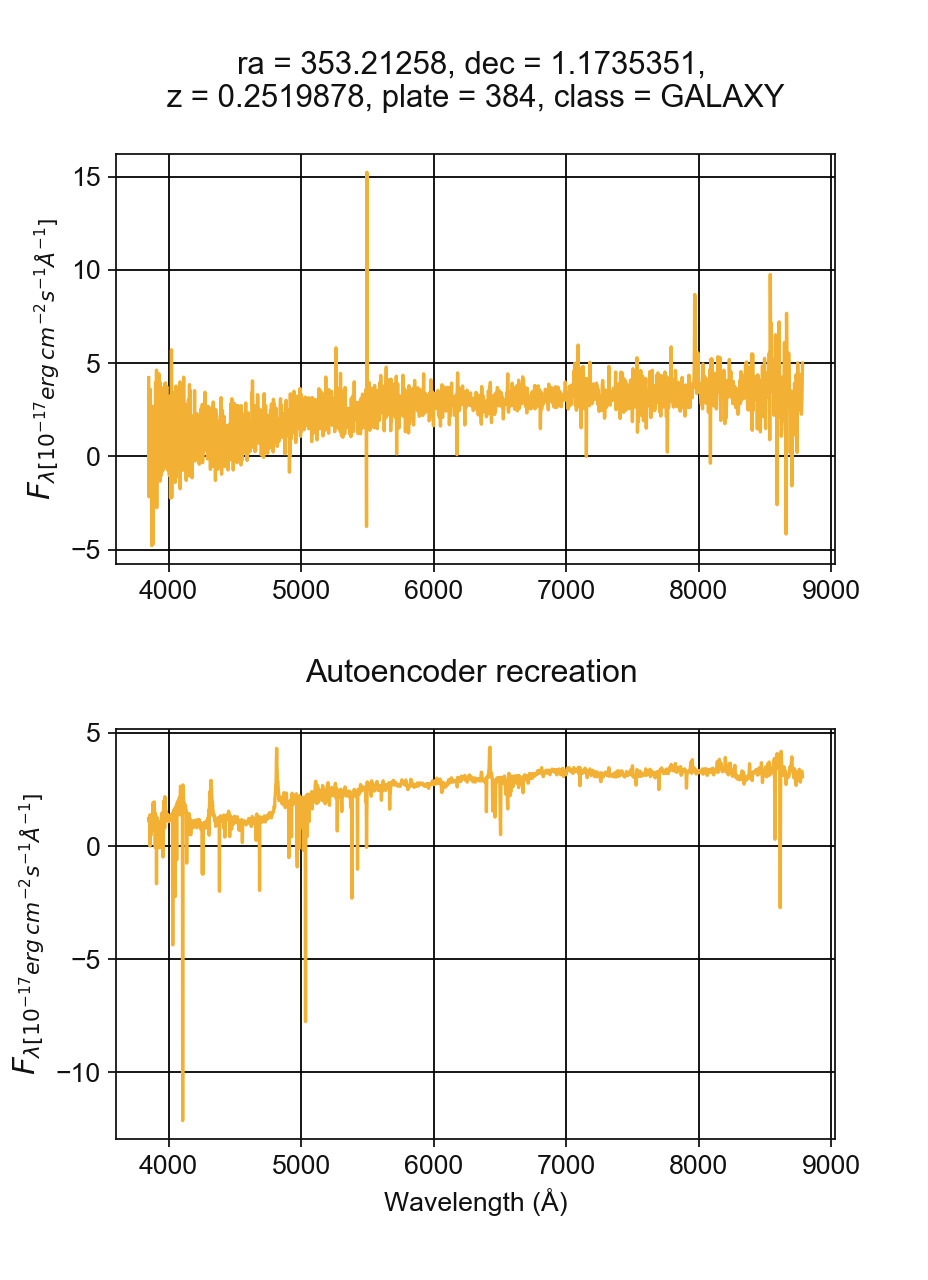 ra = 353.21258, dec = 1.1735351,
z = 0.2519878, plate = 384, class = GALAXY
15
10
5
0
−5
F_λ[10^{−17} erg cm^{−2} s^{−1} Å^{−1}]
4000 5000 6000 7000 8000 9000
Autoencoder recreation
5
0
−5
−10
F_λ[10^{−17} erg cm^{−2} s^{−1} Å^{−1}]
4000 5000 6000 7000 8000 9000
Wavelength (Å)